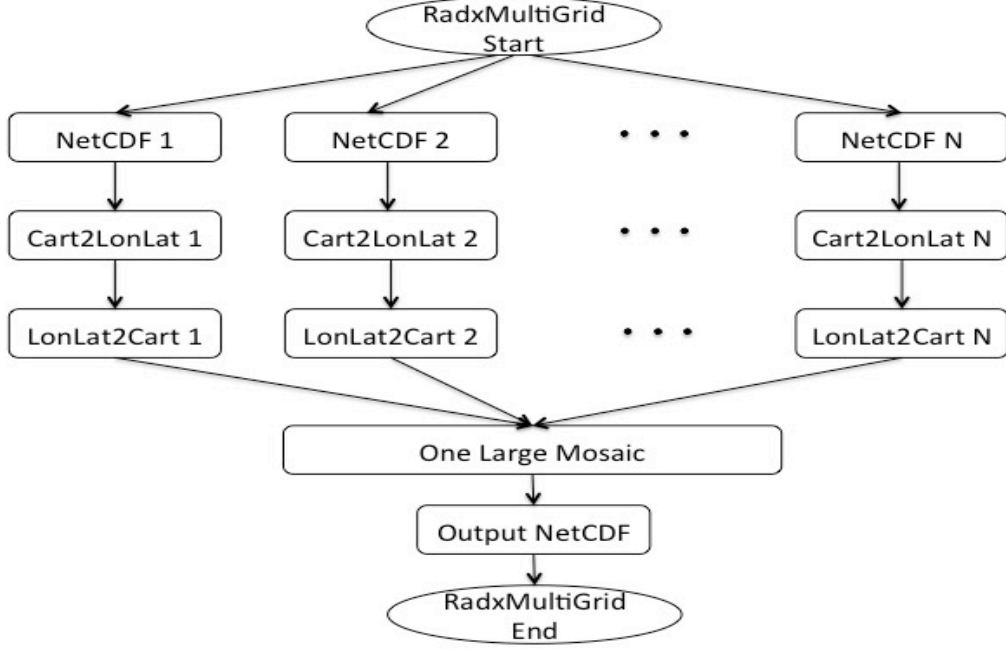 RadxMultiGrid
Start
NetCDF 1
NetCDF 2
. . .
NetCDF N
Cart2LonLat 1
Cart2LonLat 2
. . .
Cart2LonLat N
LonLat2Cart 1
LonLat2Cart 2
. . .
LonLat2Cart N
One Large Mosaic
Output NetCDF
RadxMultiGrid
End